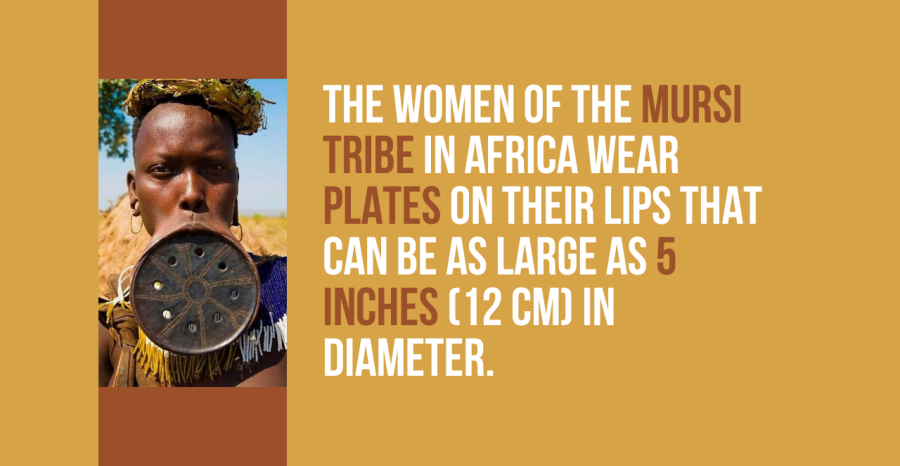 THE WOMEN OF THE MURSI
TRIBE IN AFRICA WEAR
PLATES ON THEIR LIPS THAT
CAN BE AS LARGE AS 5
INCHES (12 CM) IN
DIAMETER.